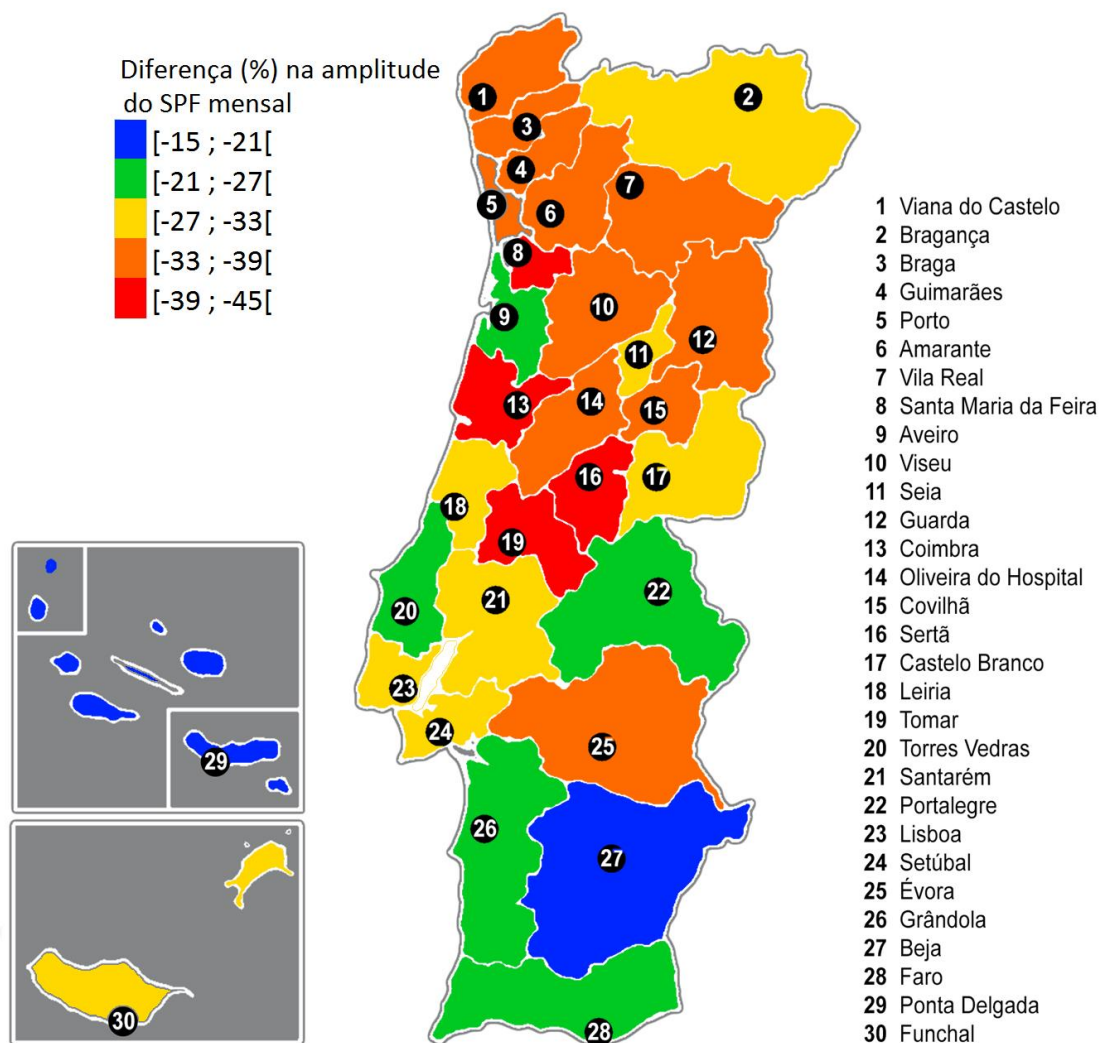 Diferença (%) na amplitude
do SPF mensal
[-15 ; -21[
[-21 ; -27[
[-27 ; -33[
[-33 ; -39[
[-39 ; -45[
1
2
3
4
5
6
7
8
9
10
11
12
13
14
15
16
17
18
19
20
21
22
23
24
25
26
27
28
29
30
1 Viana do Castelo
2 Bragança
3 Braga
4 Guimarães
5 Porto
6 Amarante
7 Vila Real
8 Santa Maria da Feira
9 Aveiro
10 Viseu
11 Seia
12 Guarda
13 Coimbra
14 Oliveira do Hospital
15 Covilhã
16 Sertã
17 Castelo Branco
18 Leiria
19 Tomar
20 Torres Vedras
21 Santarém
22 Portalegre
23 Lisboa
24 Setúbal
25 Évora
26 Grândola
27 Beja
28 Faro
29 Ponta Delgada
30 Funchal